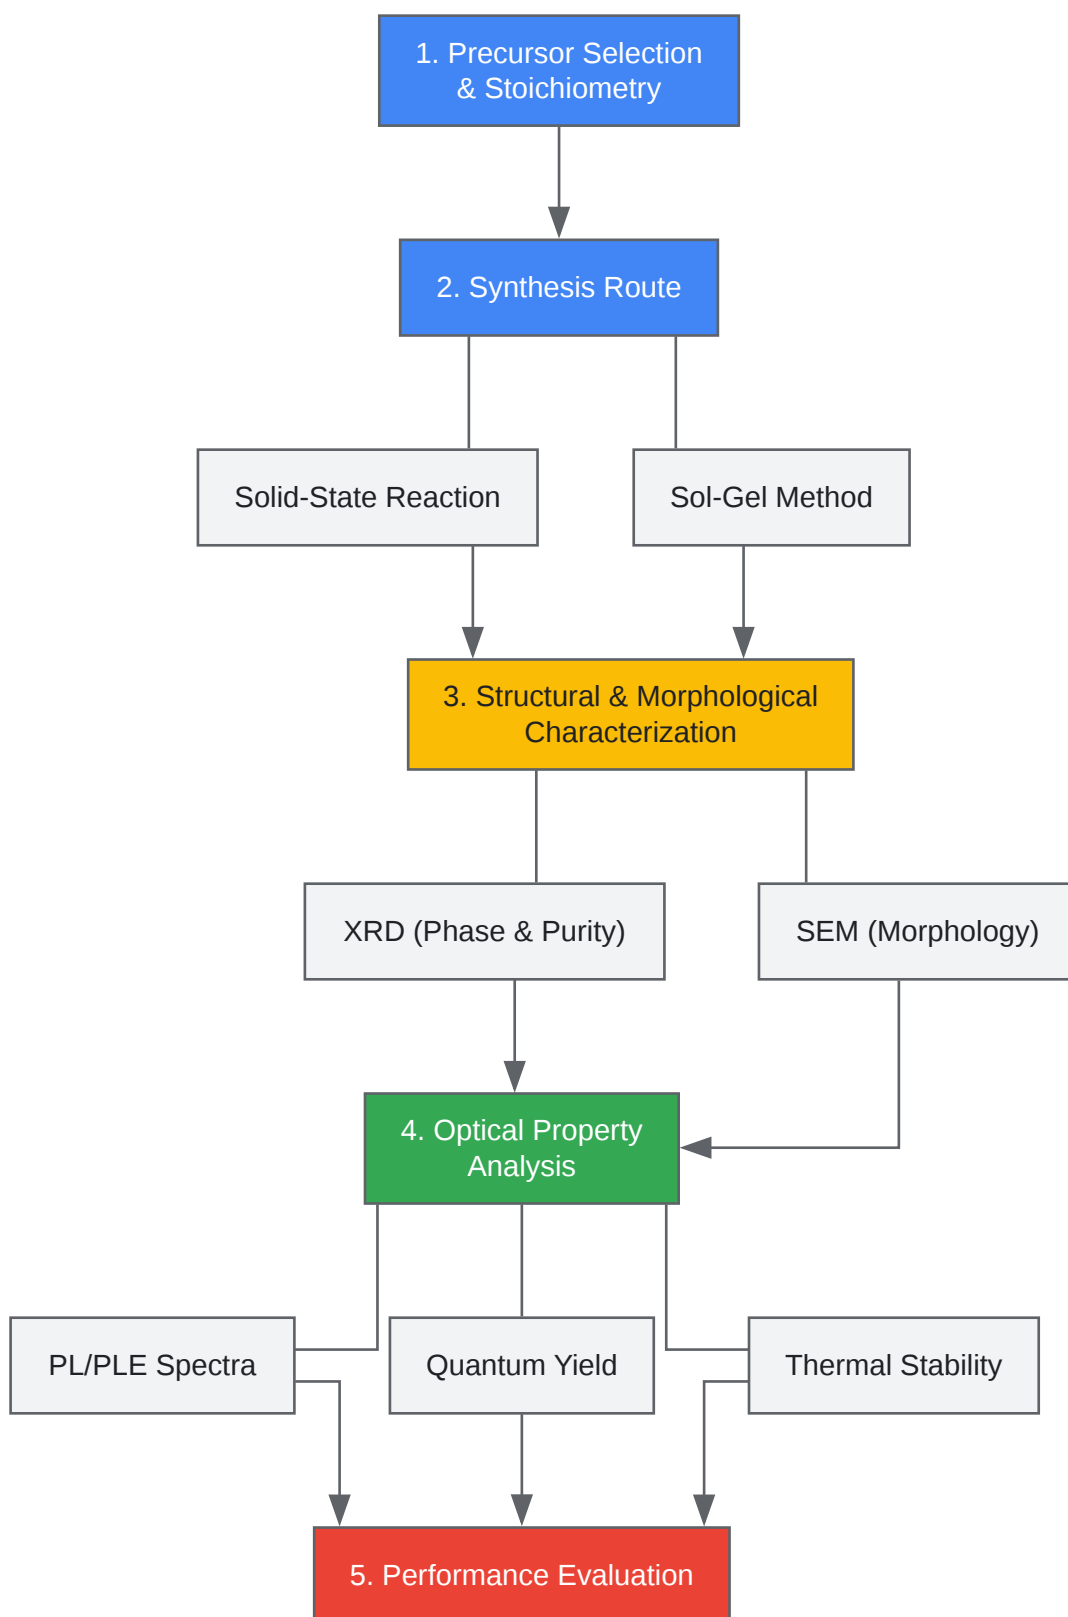 1. Precursor Selection
& Stoichiometry
2. Synthesis Route
Solid-State Reaction
Sol-Gel Method
3. Structural & Morphological
Characterization
XRD (Phase & Purity)
SEM (Morphology)
4. Optical Property
Analysis
PL/PLE Spectra
Quantum Yield
Thermal Stability
5. Performance Evaluation